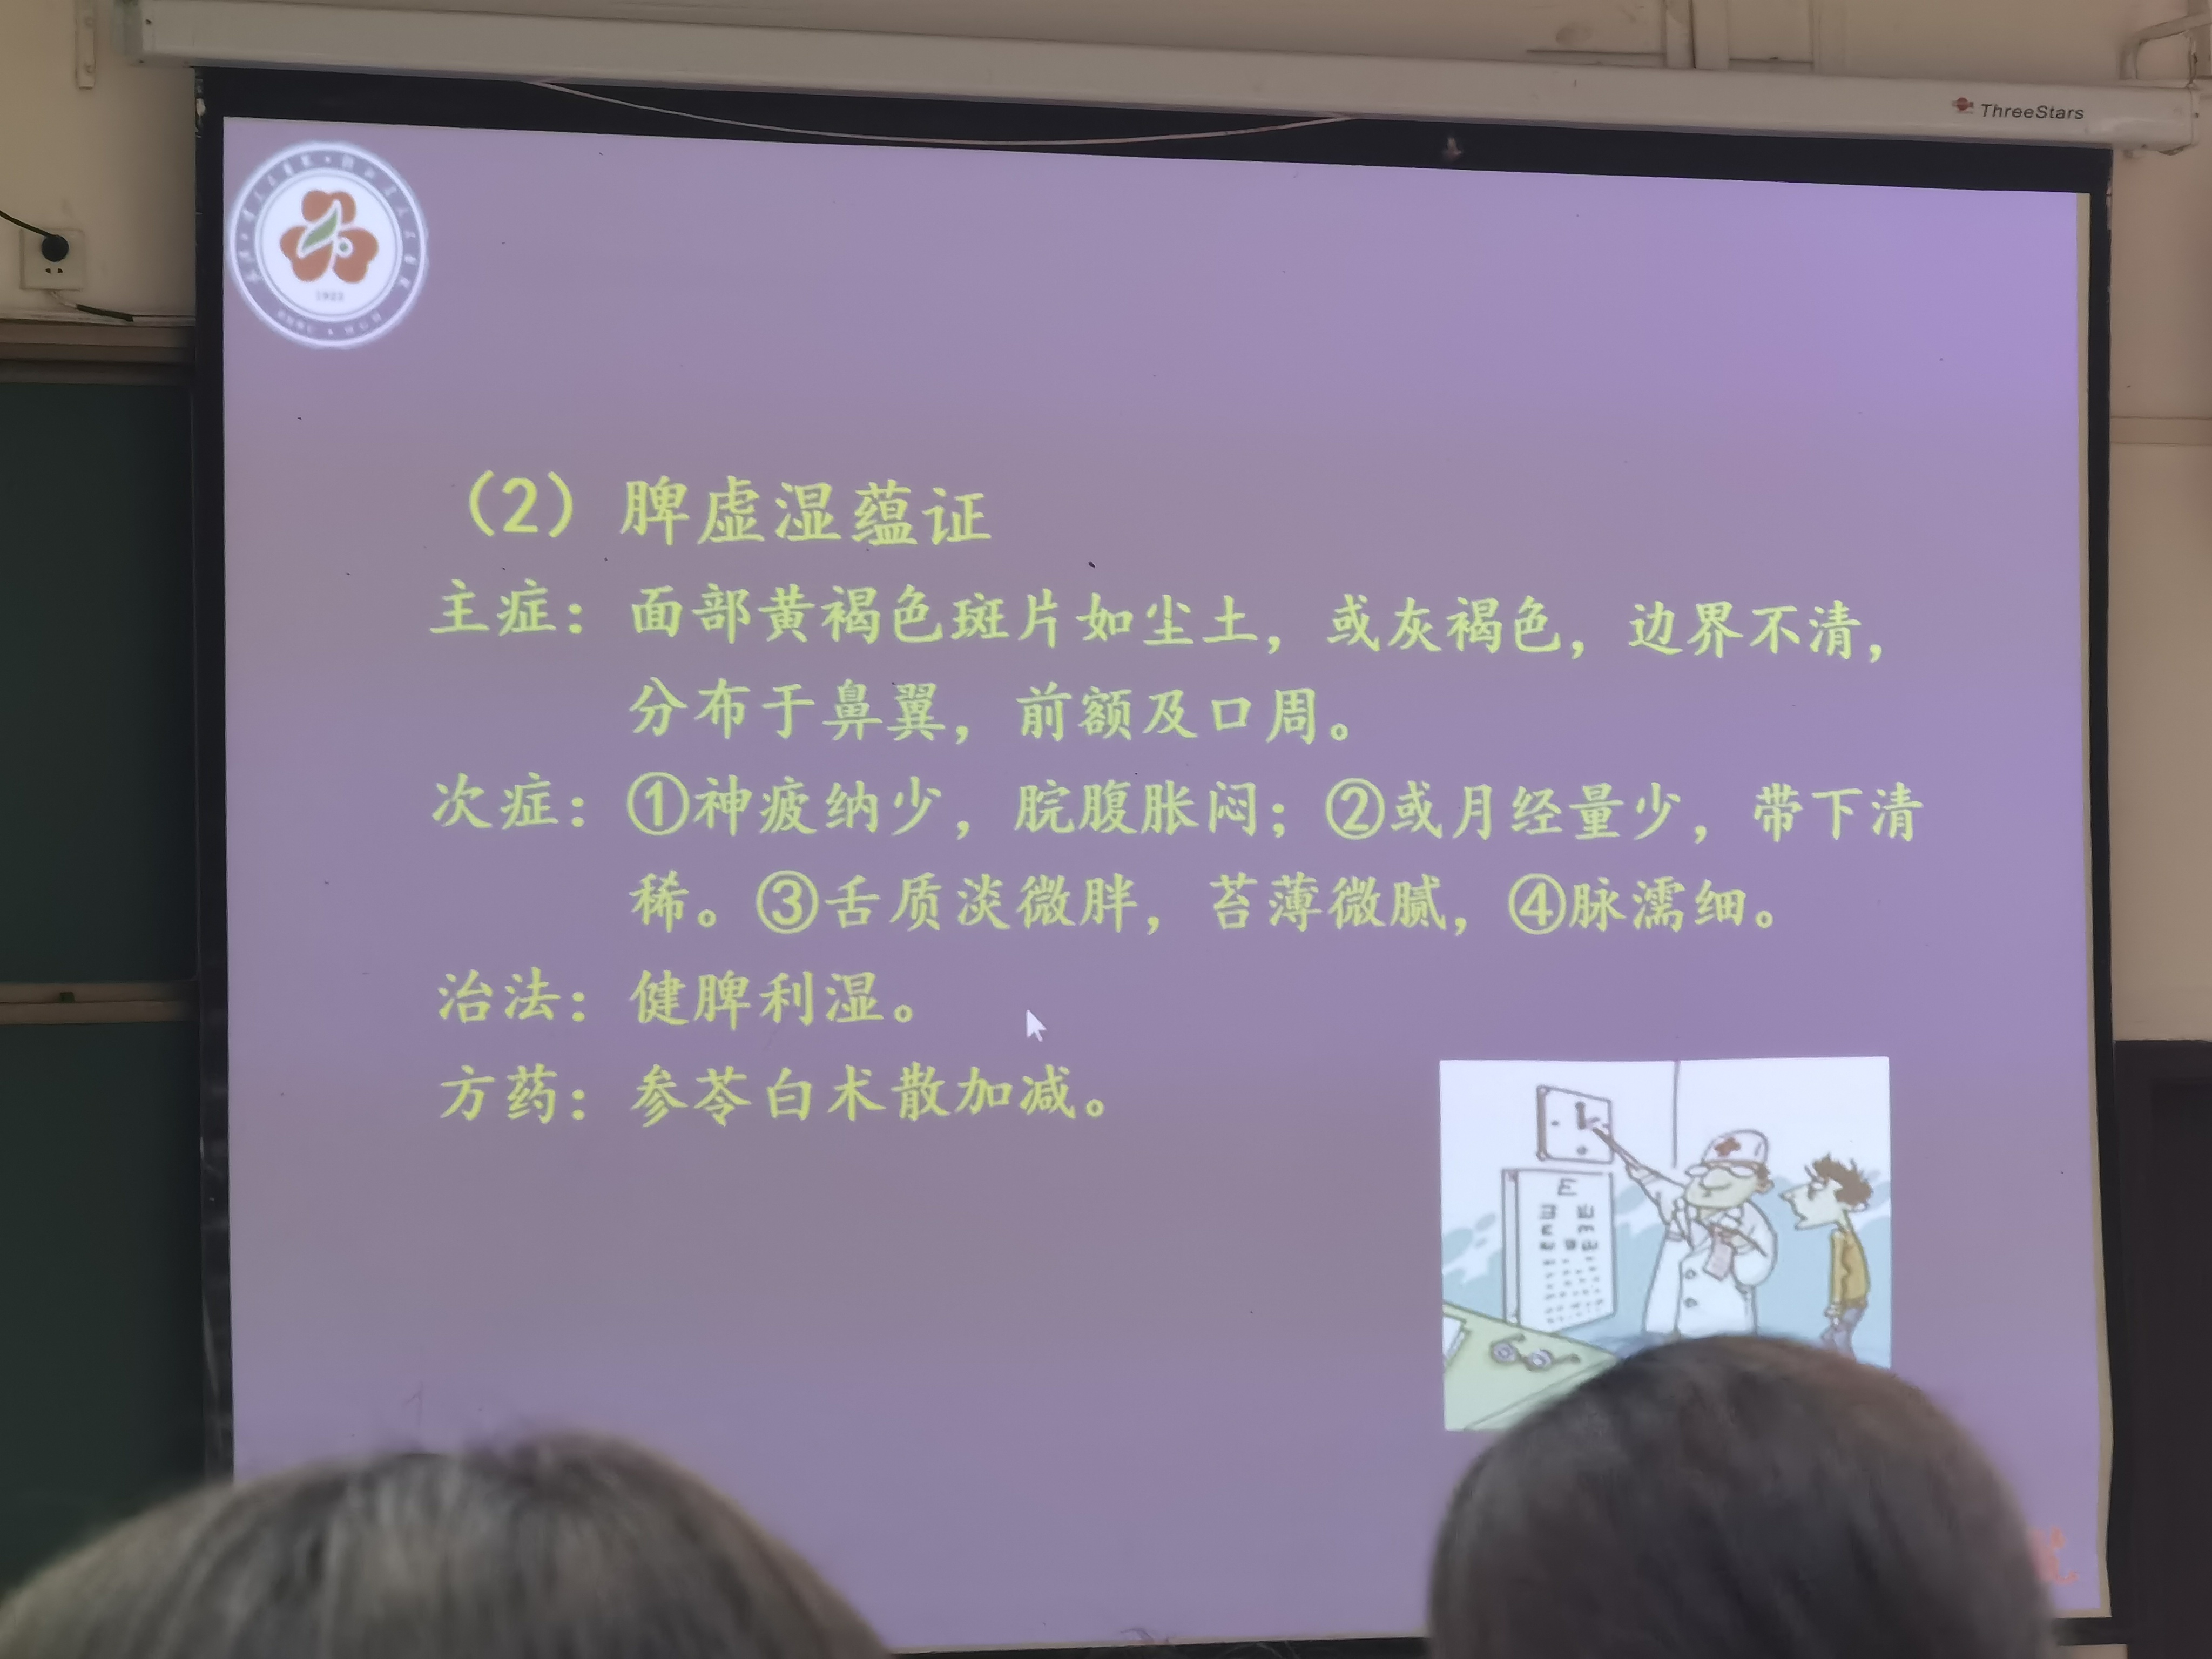 ThreeStars
1922
（2）脾虚湿蕴证
主症：面部黄褐色斑片如尘土，或灰褐色，边界不清，
分布于鼻翼，前额及口周。
次症：①神疲纳少，脘腹胀闷；②或月经量少，带下清
稀。③舌质淡微胖，苔薄微腻，④脉濡细。
治法：健脾利湿。
方药：参苓白术散加减。
E